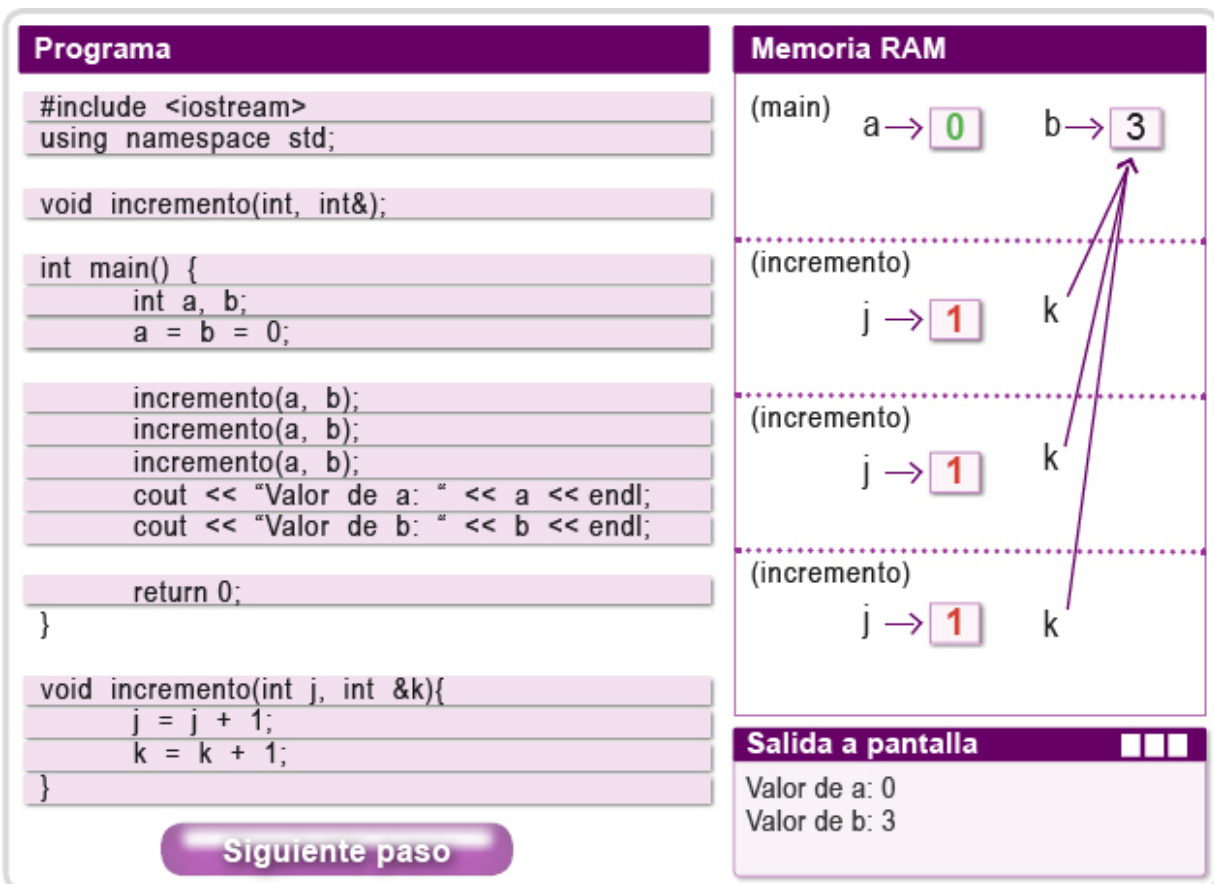 Programa
#include <iostream>
using namespace std;
void incremento(int, int&);
int main() {
int a, b;
a = b = 0;
incremento(a, b);
incremento(a, b);
incremento(a, b);
cout << “Valor de a: “ << a << endl;
cout << “Valor de b: “ << b << endl;
return 0;
}
void incremento(int j, int &k){
j = j + 1;
k = k + 1;
}
Siguiente paso
Memoria RAM
(main) a 0 b 3
(incremento)
j 1 k
(incremento)
j 1 k
(incremento)
j 1 k
Salida a pantalla
Valor de a: 0
Valor de b: 3